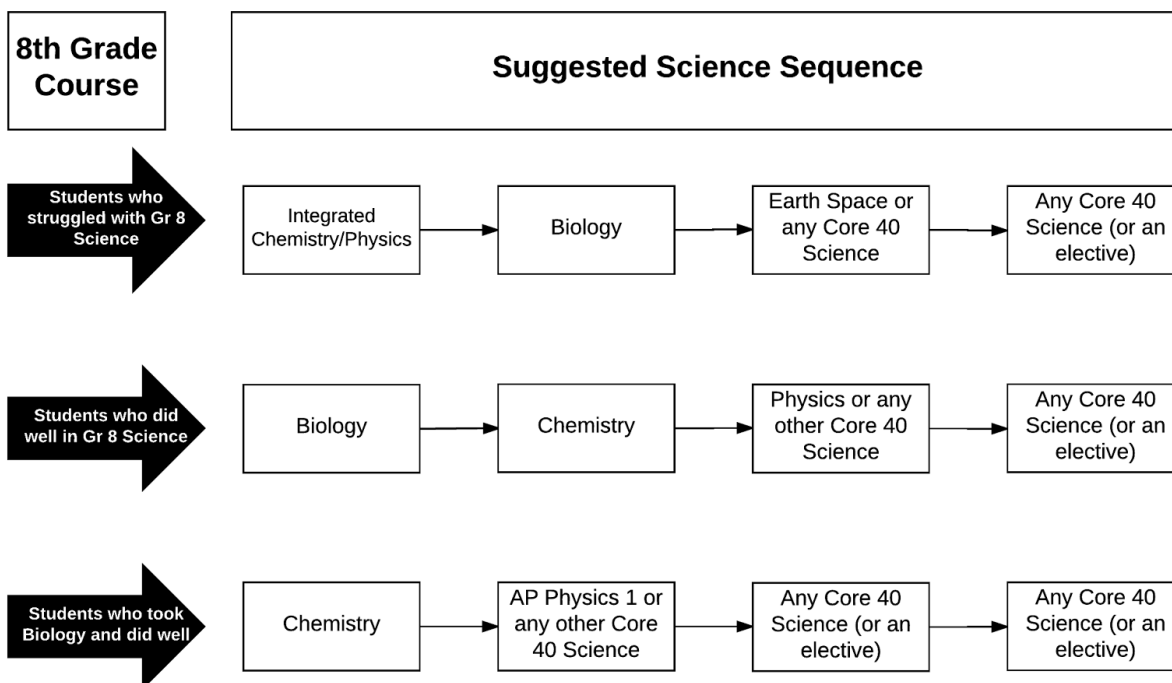 8th Grade
Course
Suggested Science Sequence
Students who
struggled with Gr 8
Science
Integrated
Chemistry/Physics
Biology
Earth Space or
any Core 40
Science
Any Core 40
Science (or an
elective)
Students who did
well in Gr 8 Science
Biology
Chemistry
Physics or any
other Core 40
Science
Any Core 40
Science (or an
elective)
Students who took
Biology and did well
Chemistry
AP Physics 1 or
any other Core
40 Science
Any Core 40
Science (or an
elective)
Any Core 40
Science (or an
elective)